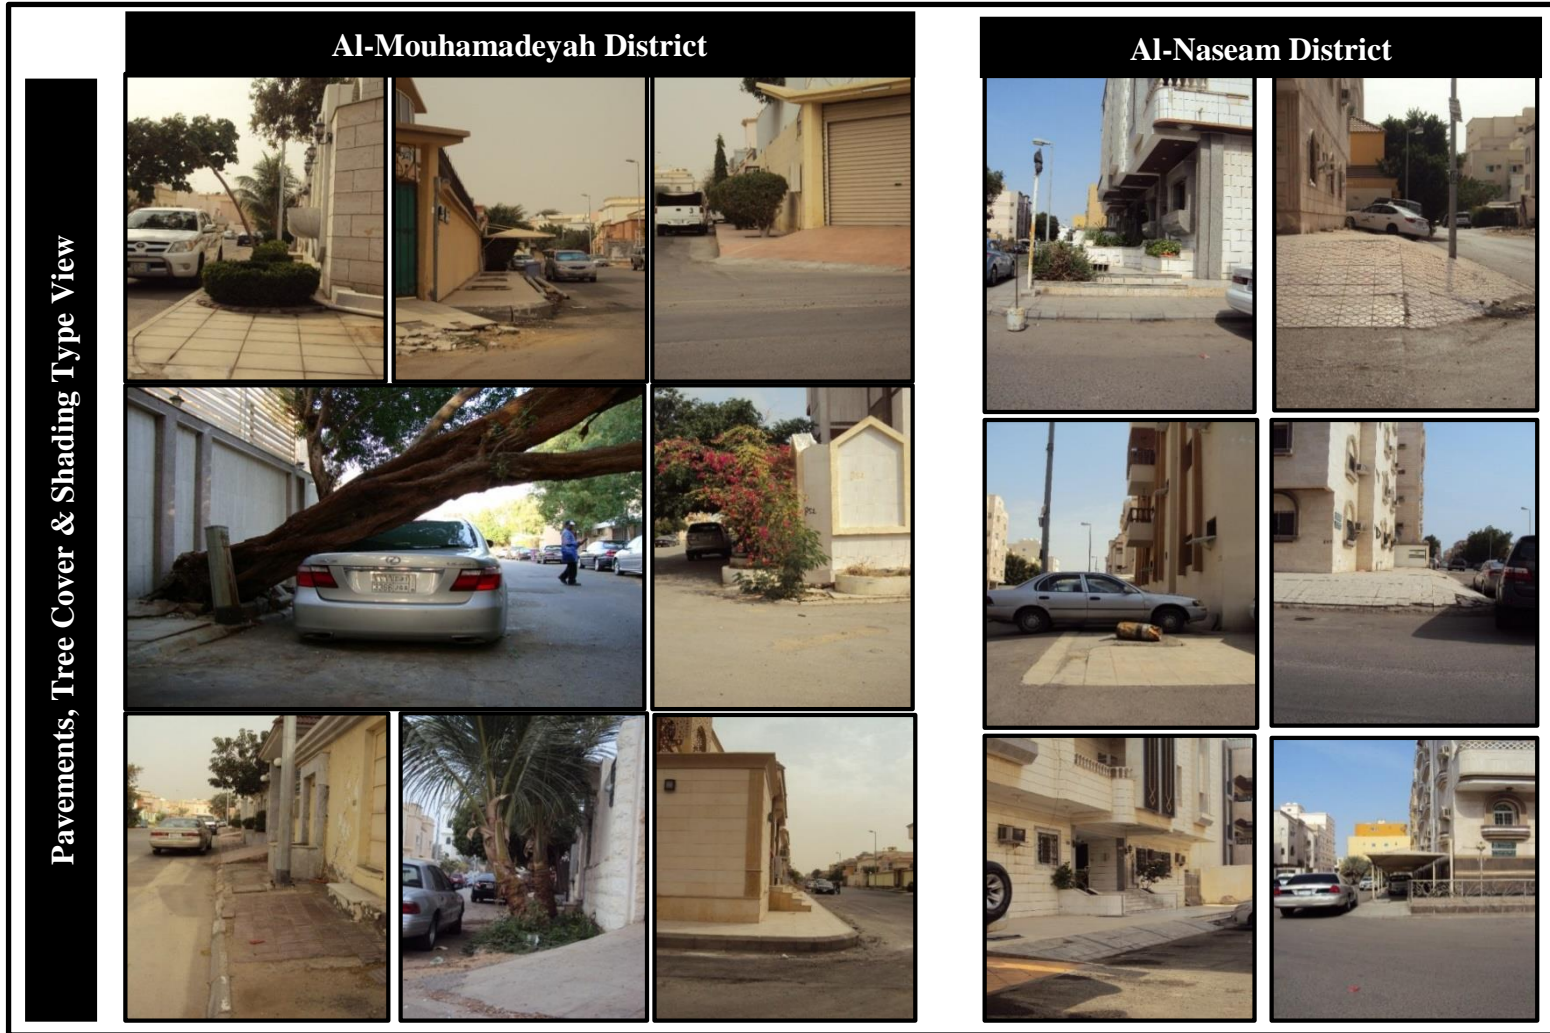 Al-Mouhamadeyah District
Al-Naseam District
Pavements, Tree Cover & Shading Type View